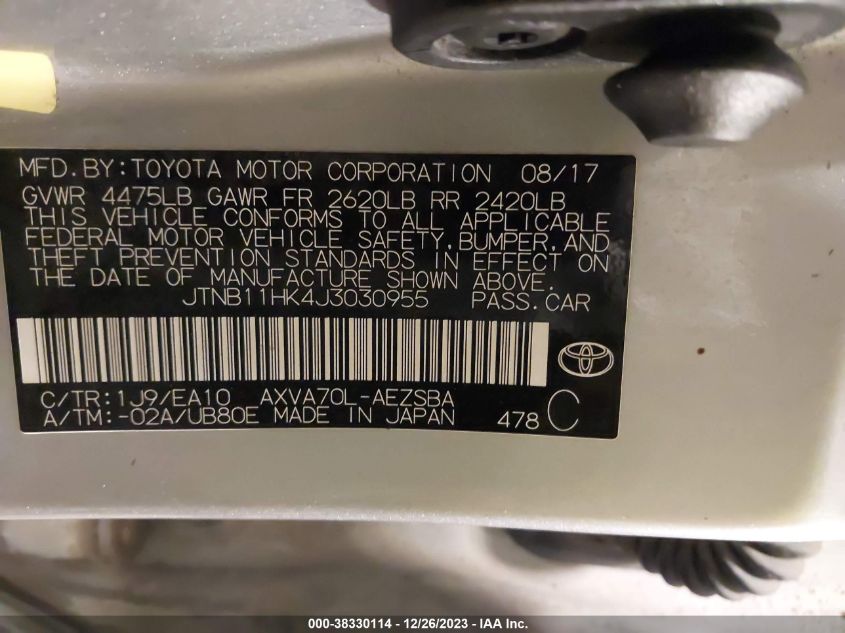 MFD.BY:TOYOTA MOTOR CORPORATION 08/17
GVWR 4475LB GAWR FR 2620LB RR 2420LB
THIS VEHICLE CONFORMS TO ALL APPLICABLE
FEDERAL MOTOR VEHICLE SAFETY,BUMPER,AND
THEFT PREVENTION STANDARDS IN EFFECT ON
THE DATE OF MANUFACTURE SHOWN ABOVE.
JTNB11HK4J3030955 PASS.CAR
C/TR:1J9/EA10 AXVA70L-AEZSBA
A/TM:-02A/UB80E MADE IN JAPAN 478 C
000-38330114 - 12/26/2023 - IAA Inc.